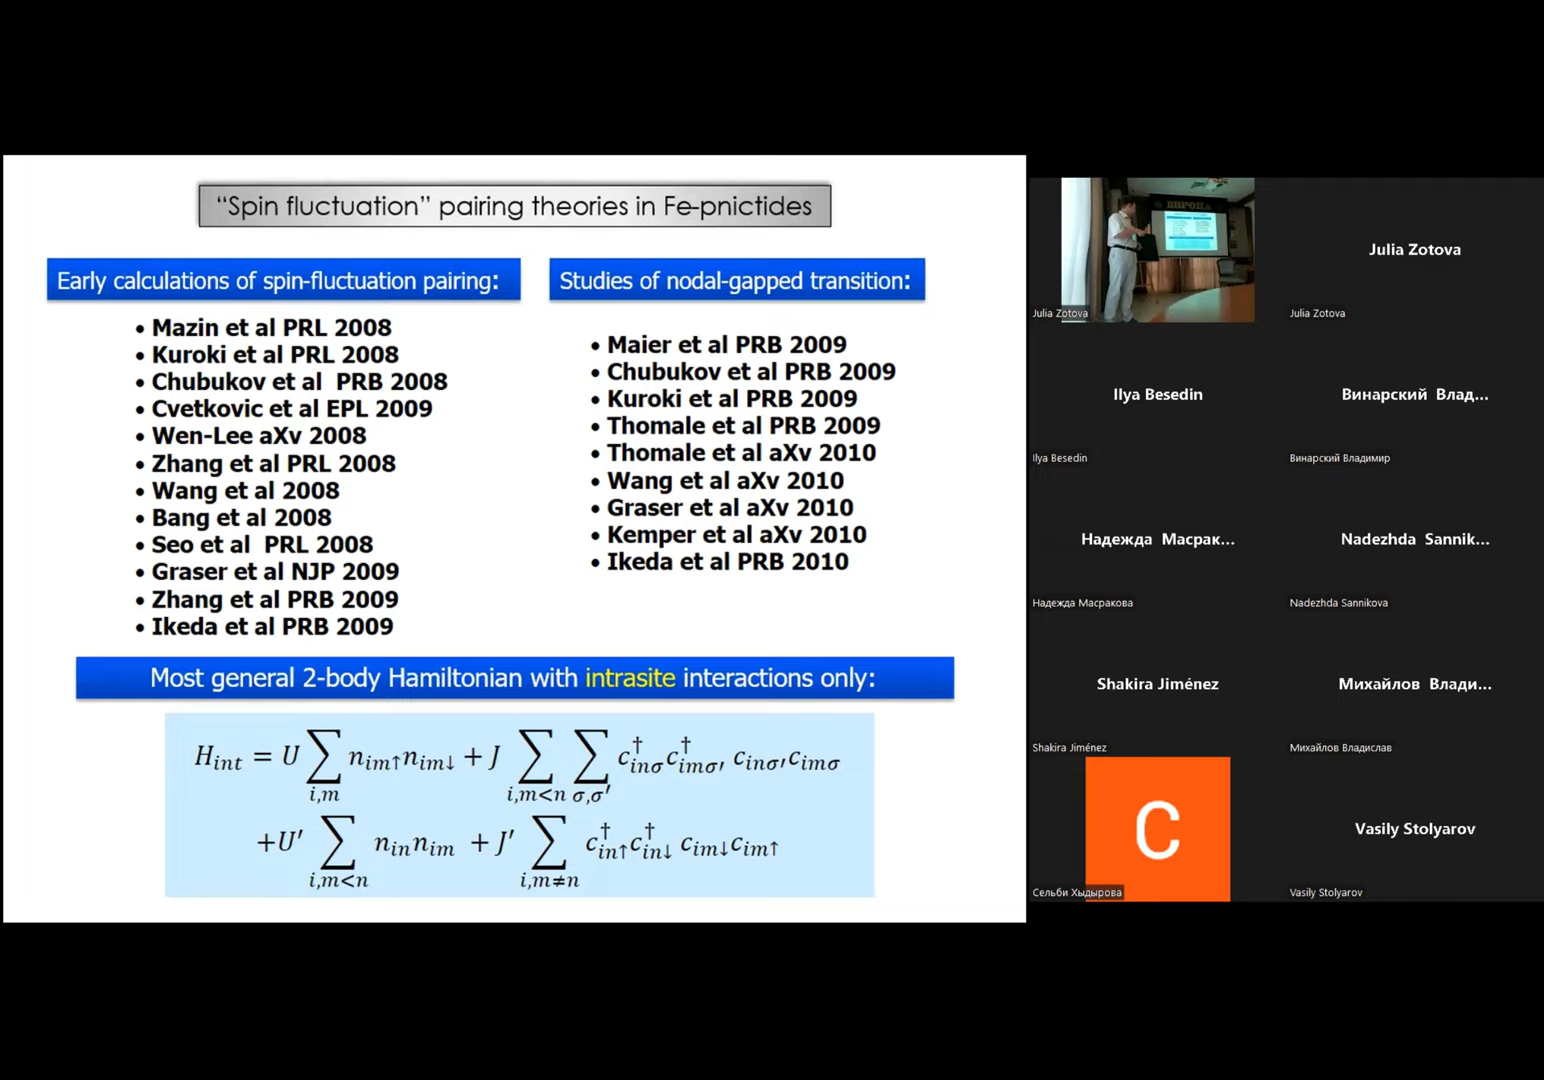 “Spin fluctuation” pairing theories in Fe-pnictides
Early calculations of spin-fluctuation pairing:
• Mazin et al PRL 2008
• Kuroki et al PRL 2008
• Chubukov et al  PRB 2008
• Cvetkovic et al EPL 2009
• Wen-Lee aXv 2008
• Zhang et al PRL 2008
• Wang et al 2008
• Bang et al 2008
• Seo et al  PRL 2008
• Graser et al NJP 2009
• Zhang et al PRB 2009
• Ikeda et al PRB 2009
Studies of nodal-gapped transition:
• Maier et al PRB 2009
• Chubukov et al PRB 2009
• Kuroki et al PRB 2009
• Thomale et al PRB 2009
• Thomale et al aXv 2010
• Wang et al aXv 2010
• Graser et al aXv 2010
• Kemper et al aXv 2010
• Ikeda et al PRB 2010
Most general 2-body Hamiltonian with intrasite interactions only:
H_{int} = U ∑_{i,m} n_{im↑}n_{im↓} + J ∑_{i,m<n} ∑_{σ,σ′} c†_{inσ}c†_{imσ′} c_{inσ′}c_{imσ}
+U′ ∑_{i,m<n} n_{in}n_{im} + J′ ∑_{i,m≠n} c†_{in↑}c†_{in↓} c_{im↓}c_{im↑}
ЕВРОПА
Julia Zotova
Julia Zotova
Julia Zotova
Ilya Besedin
Ilya Besedin
Винарский Влад...
Винарский Владимир
Надежда Масрак...
Надежда Масракова
Nadezhda Sannik...
Nadezhda Sannikova
Shakira Jiménez
Shakira Jiménez
Михайлов Влади...
Михайлов Владислав
С
Сельби Хыдырова
Vasily Stolyarov
Vasily Stolyarov